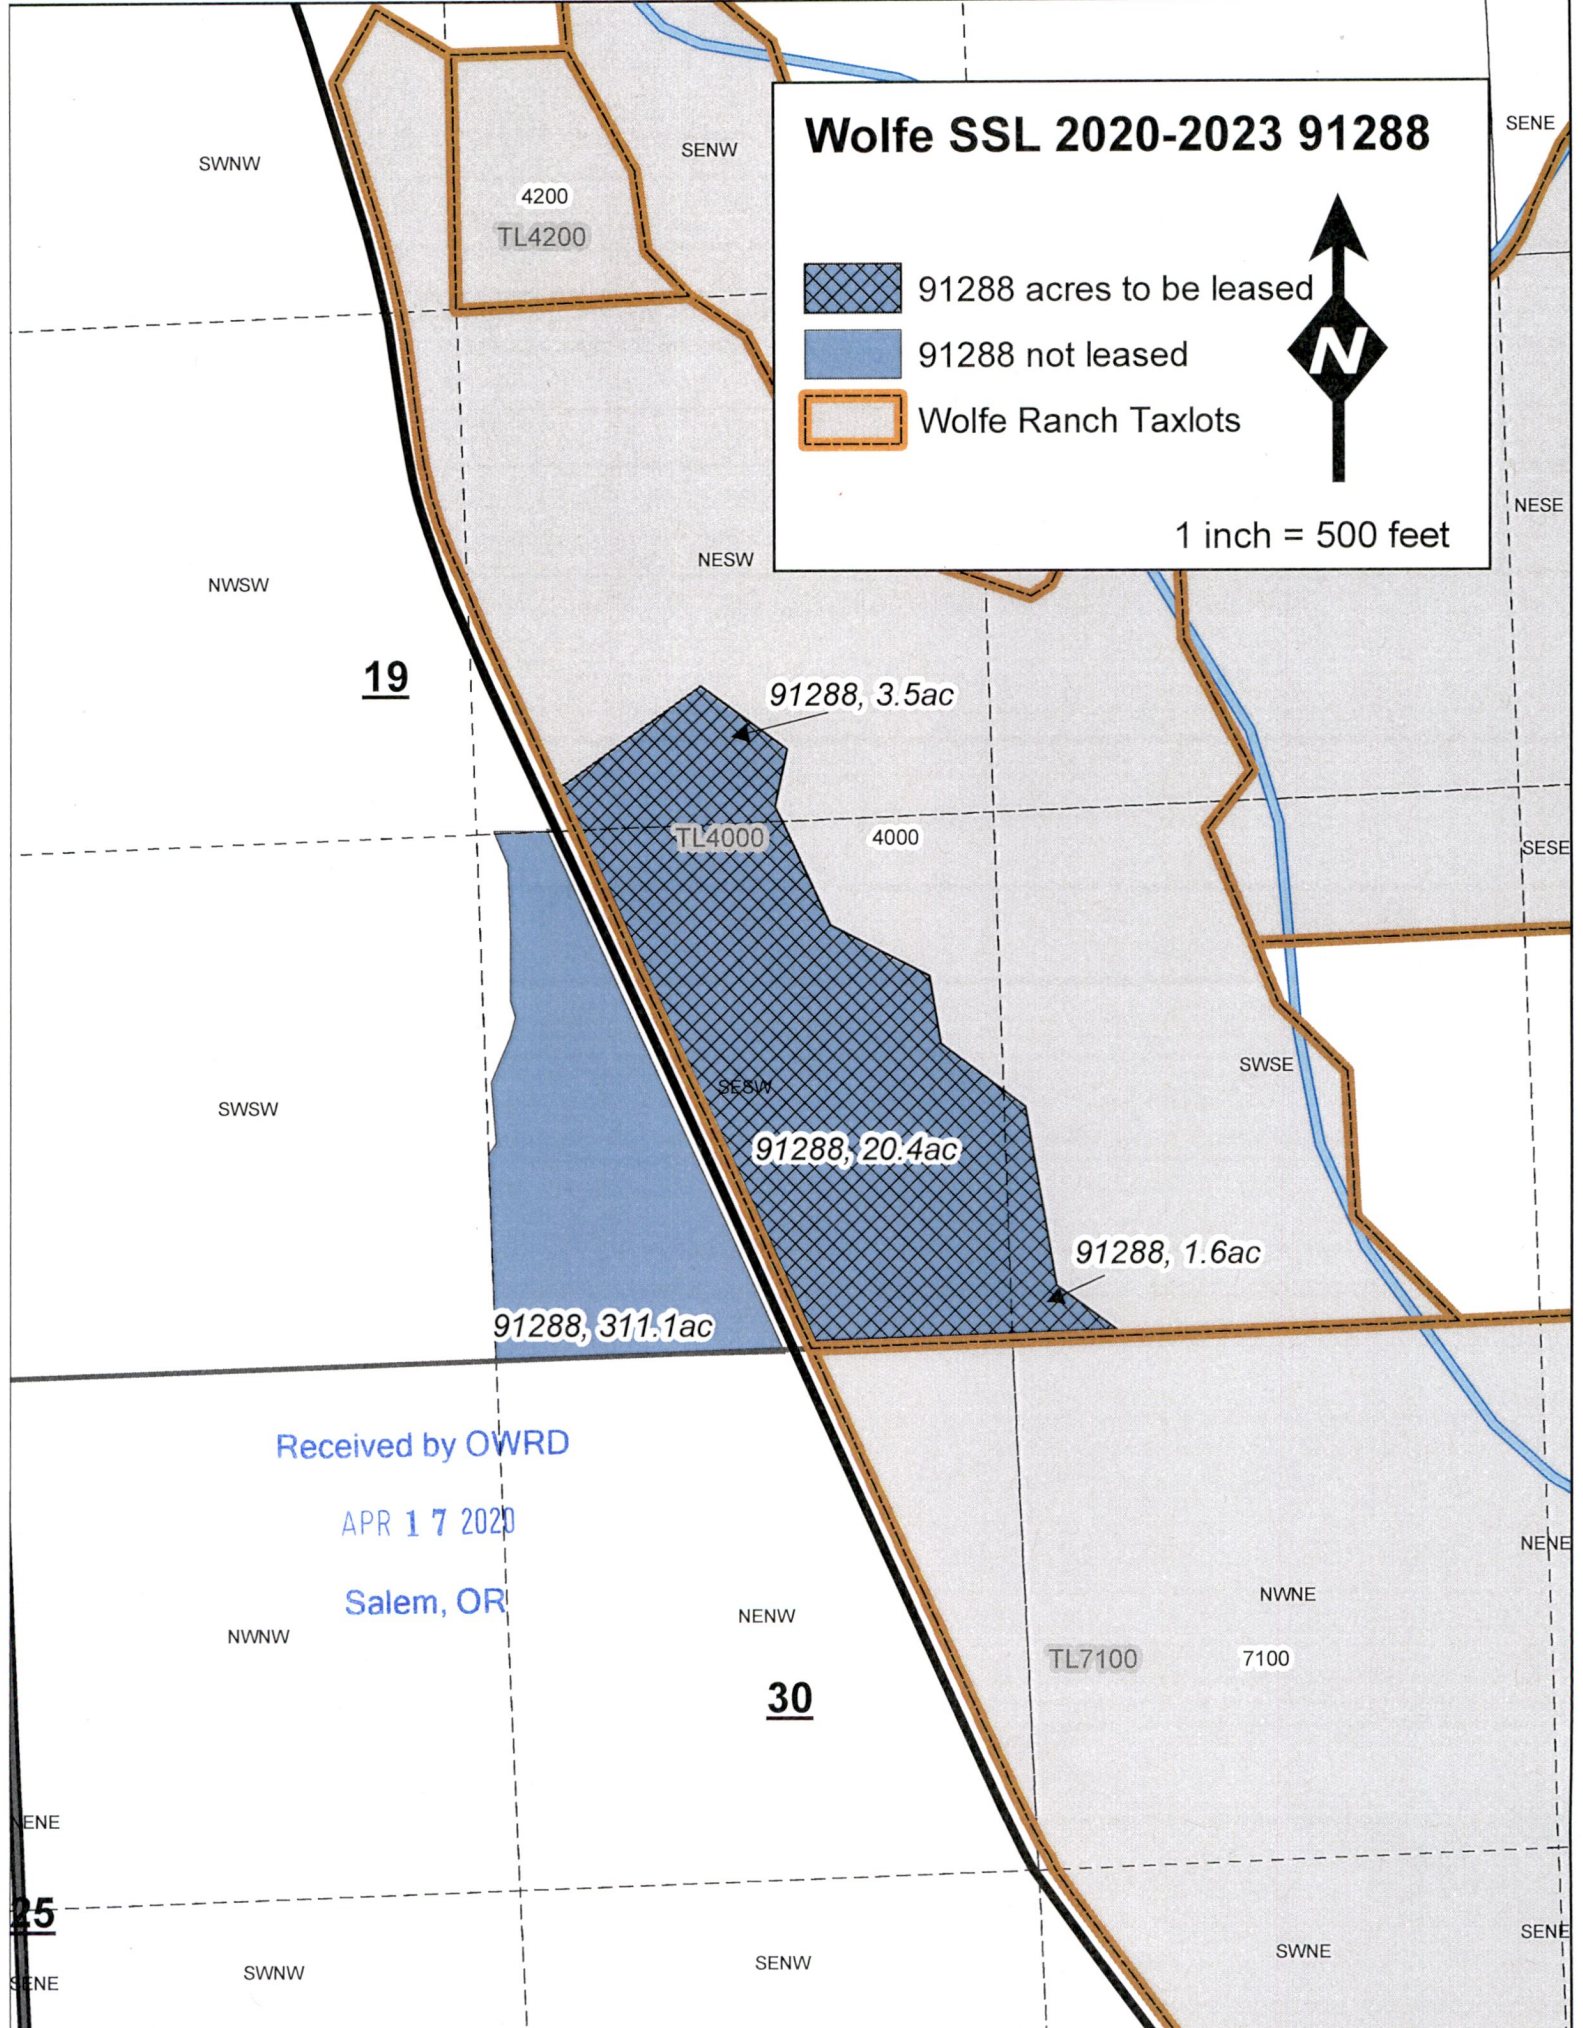 Wolfe SSL 2020-2023 91288
91288 acres to be leased
91288 not leased
Wolfe Ranch Taxlots
N
1 inch = 500 feet
SWNW
SENW
SENE
4200
TL4200
NESE
NESW
NWSW
19
91288, 3.5ac
TL4000
4000
SESE
SWSE
SESW
SWSW
91288, 20.4ac
91288, 1.6ac
91288, 311.1ac
Received by OWRD
APR 17 2020
Salem, OR
NENE
NWNE
NENW
NWNW
TL7100
7100
30
NENE
25
SENE
SWNE
SENW
SWNW
SENE